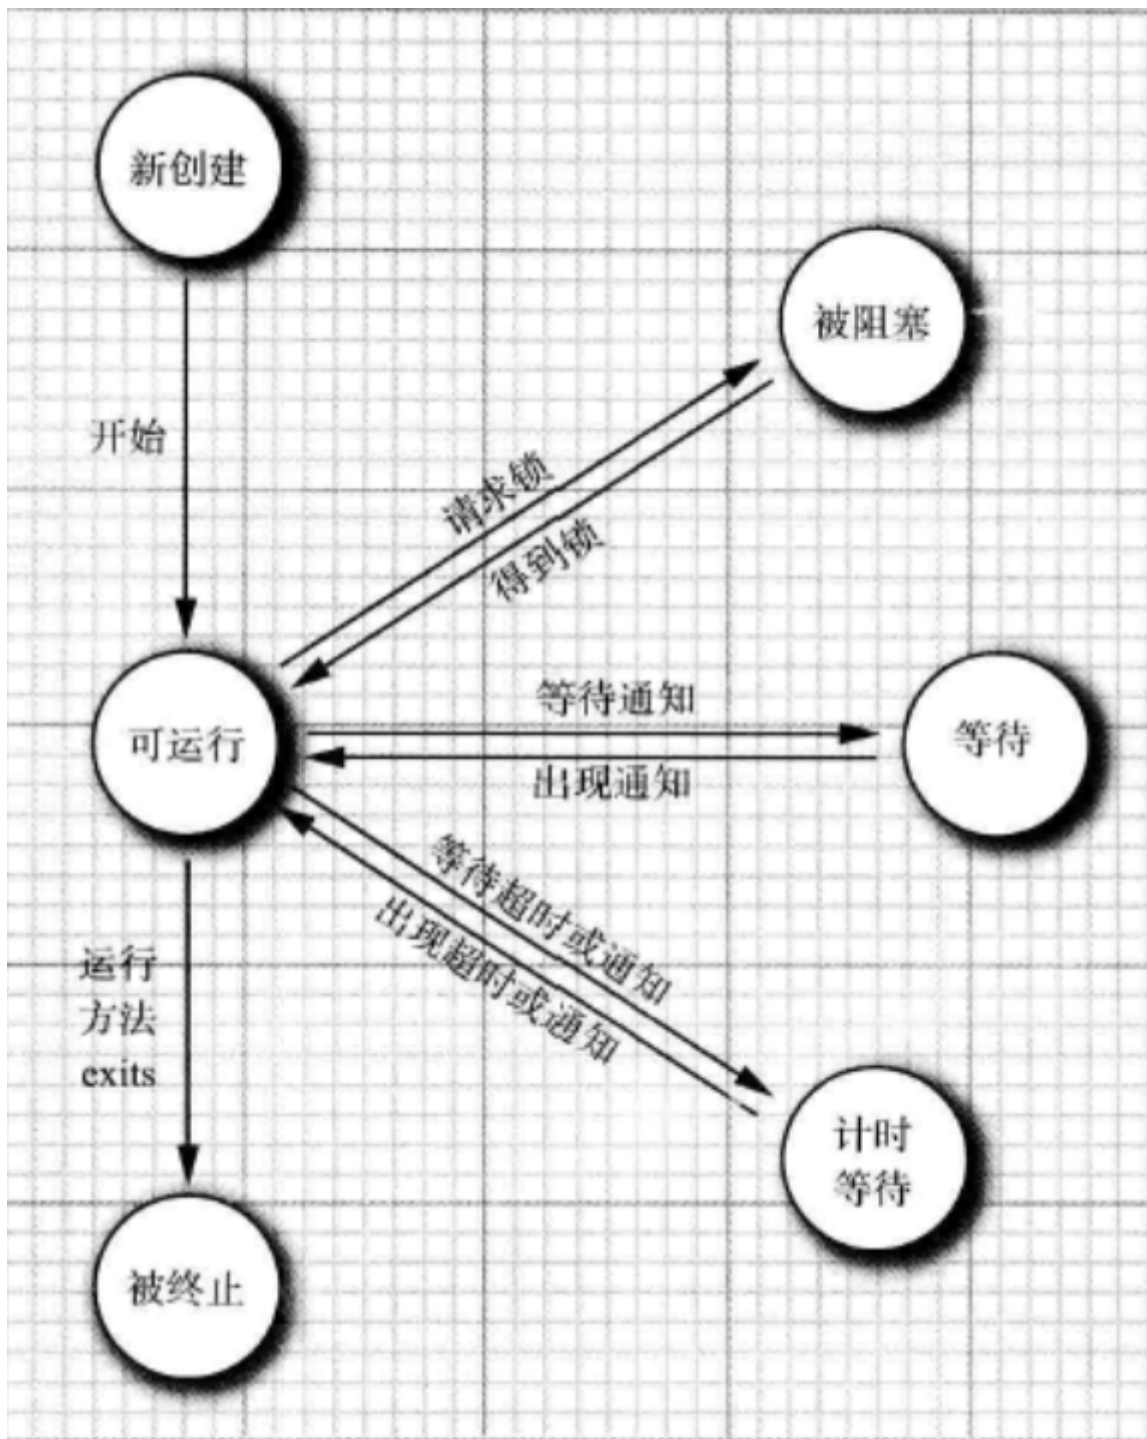 新创建
被阻塞
开始
请求锁
得到锁
等待通知
可运行
等待
出现通知
等待超时或通知
出现超时或通知
运行
方法
exits
计时
等待
被终止